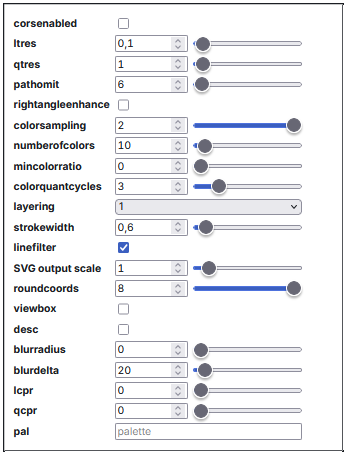 corsenabled
ltres 0,1
qtres 1
pathomit 6
rightangleenhance
colorsampling 2
numberofcolors 10
mincolorratio 0
colorquantcycles 3
layering 1
strokewidth 0,6
linefilter
SVG output scale 1
roundcoords 8
viewbox
desc
blurradius 0
blurdelta 20
lcpr 0
qcpr 0
pal palette